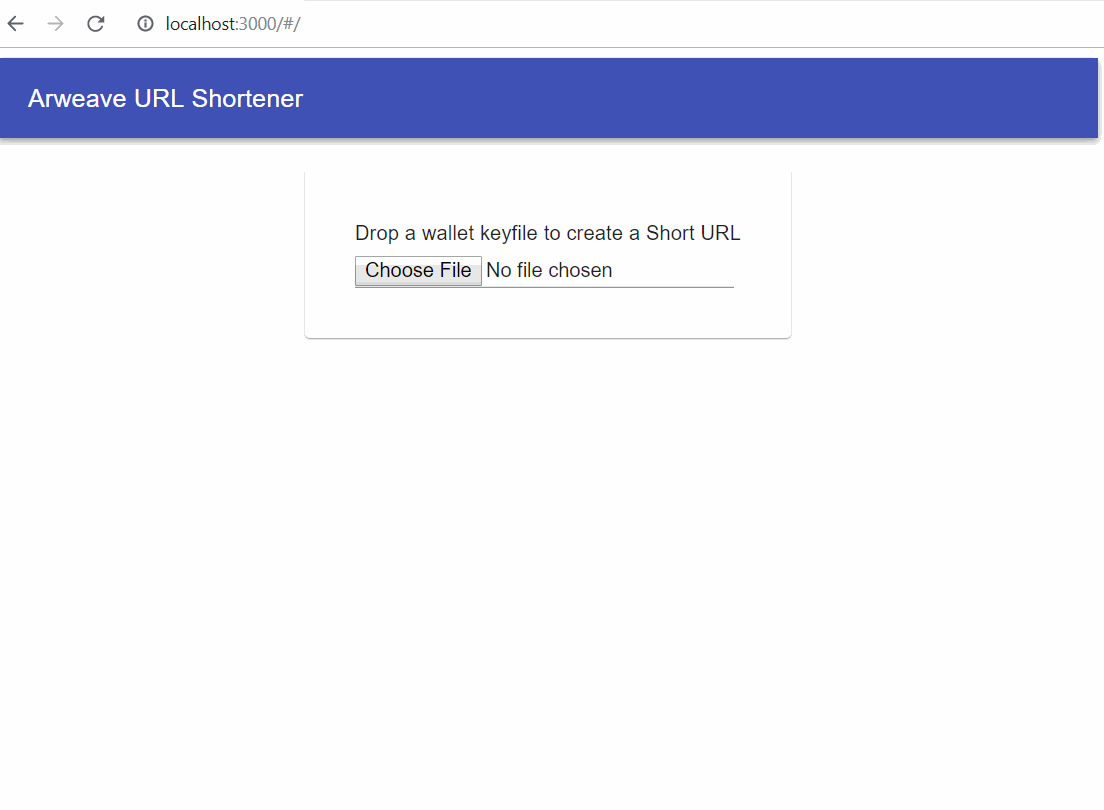 localhost:3000/#/
Arweave URL Shortener
Drop a wallet keyfile to create a Short URL
Choose File No file chosen